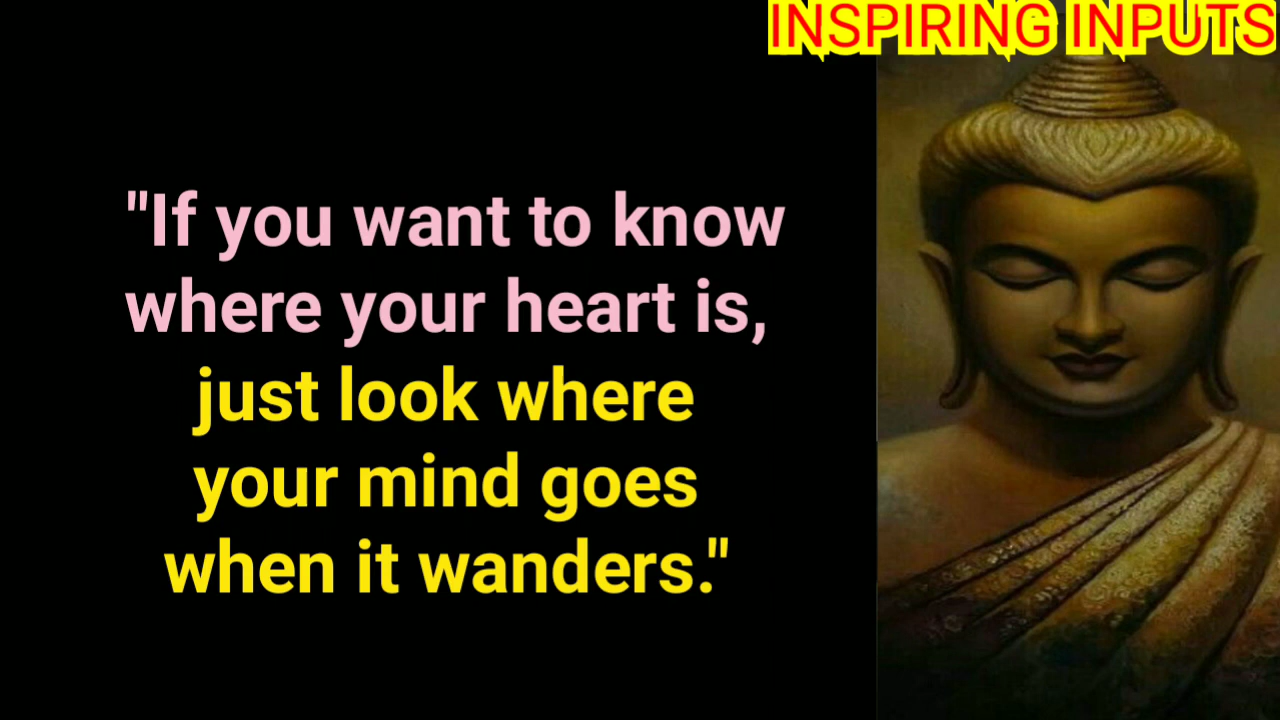 INSPIRING INPUTS
"If you want to know
where your heart is,
just look where
your mind goes
when it wanders."